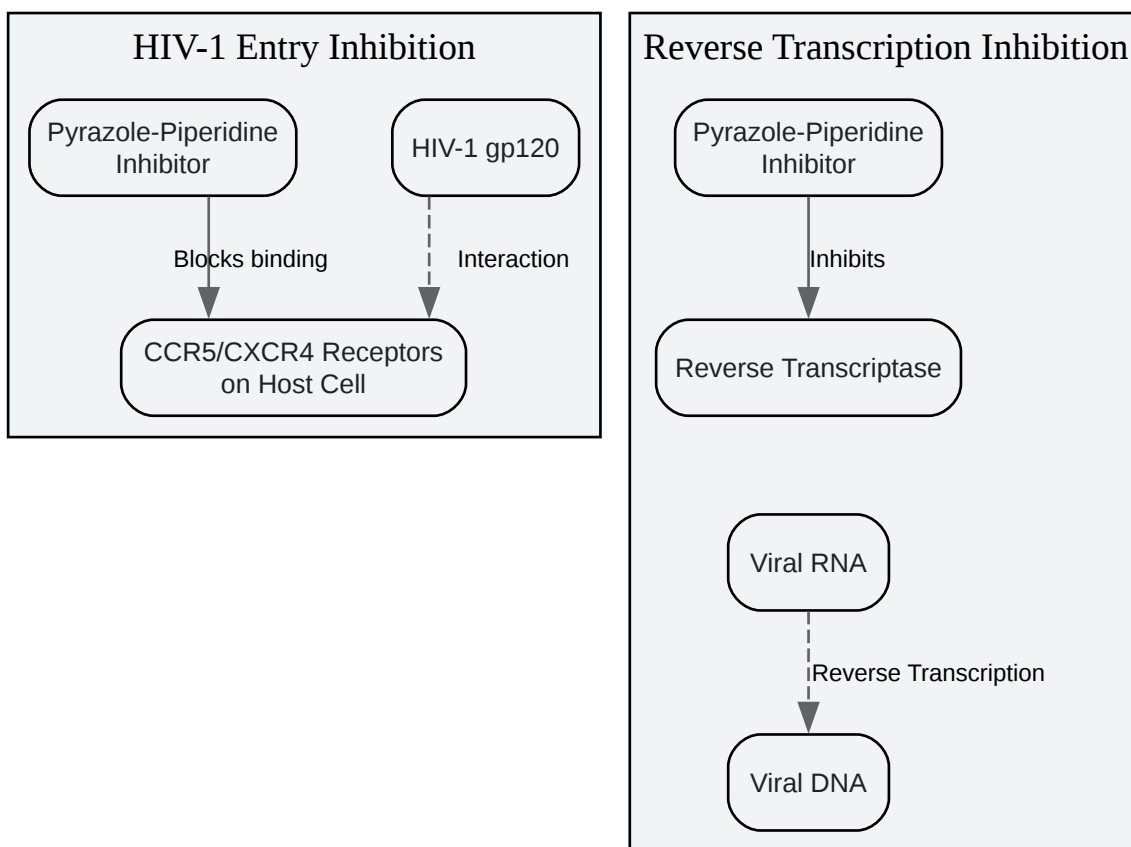 HIV-1 Entry Inhibition
Pyrazole-Piperidine
Inhibitor
HIV-1 gp120
Blocks binding
Interaction
CCR5/CXCR4 Receptors
on Host Cell
Reverse Transcription Inhibition
Pyrazole-Piperidine
Inhibitor
Inhibits
Reverse Transcriptase
Viral RNA
Reverse Transcription
Viral DNA